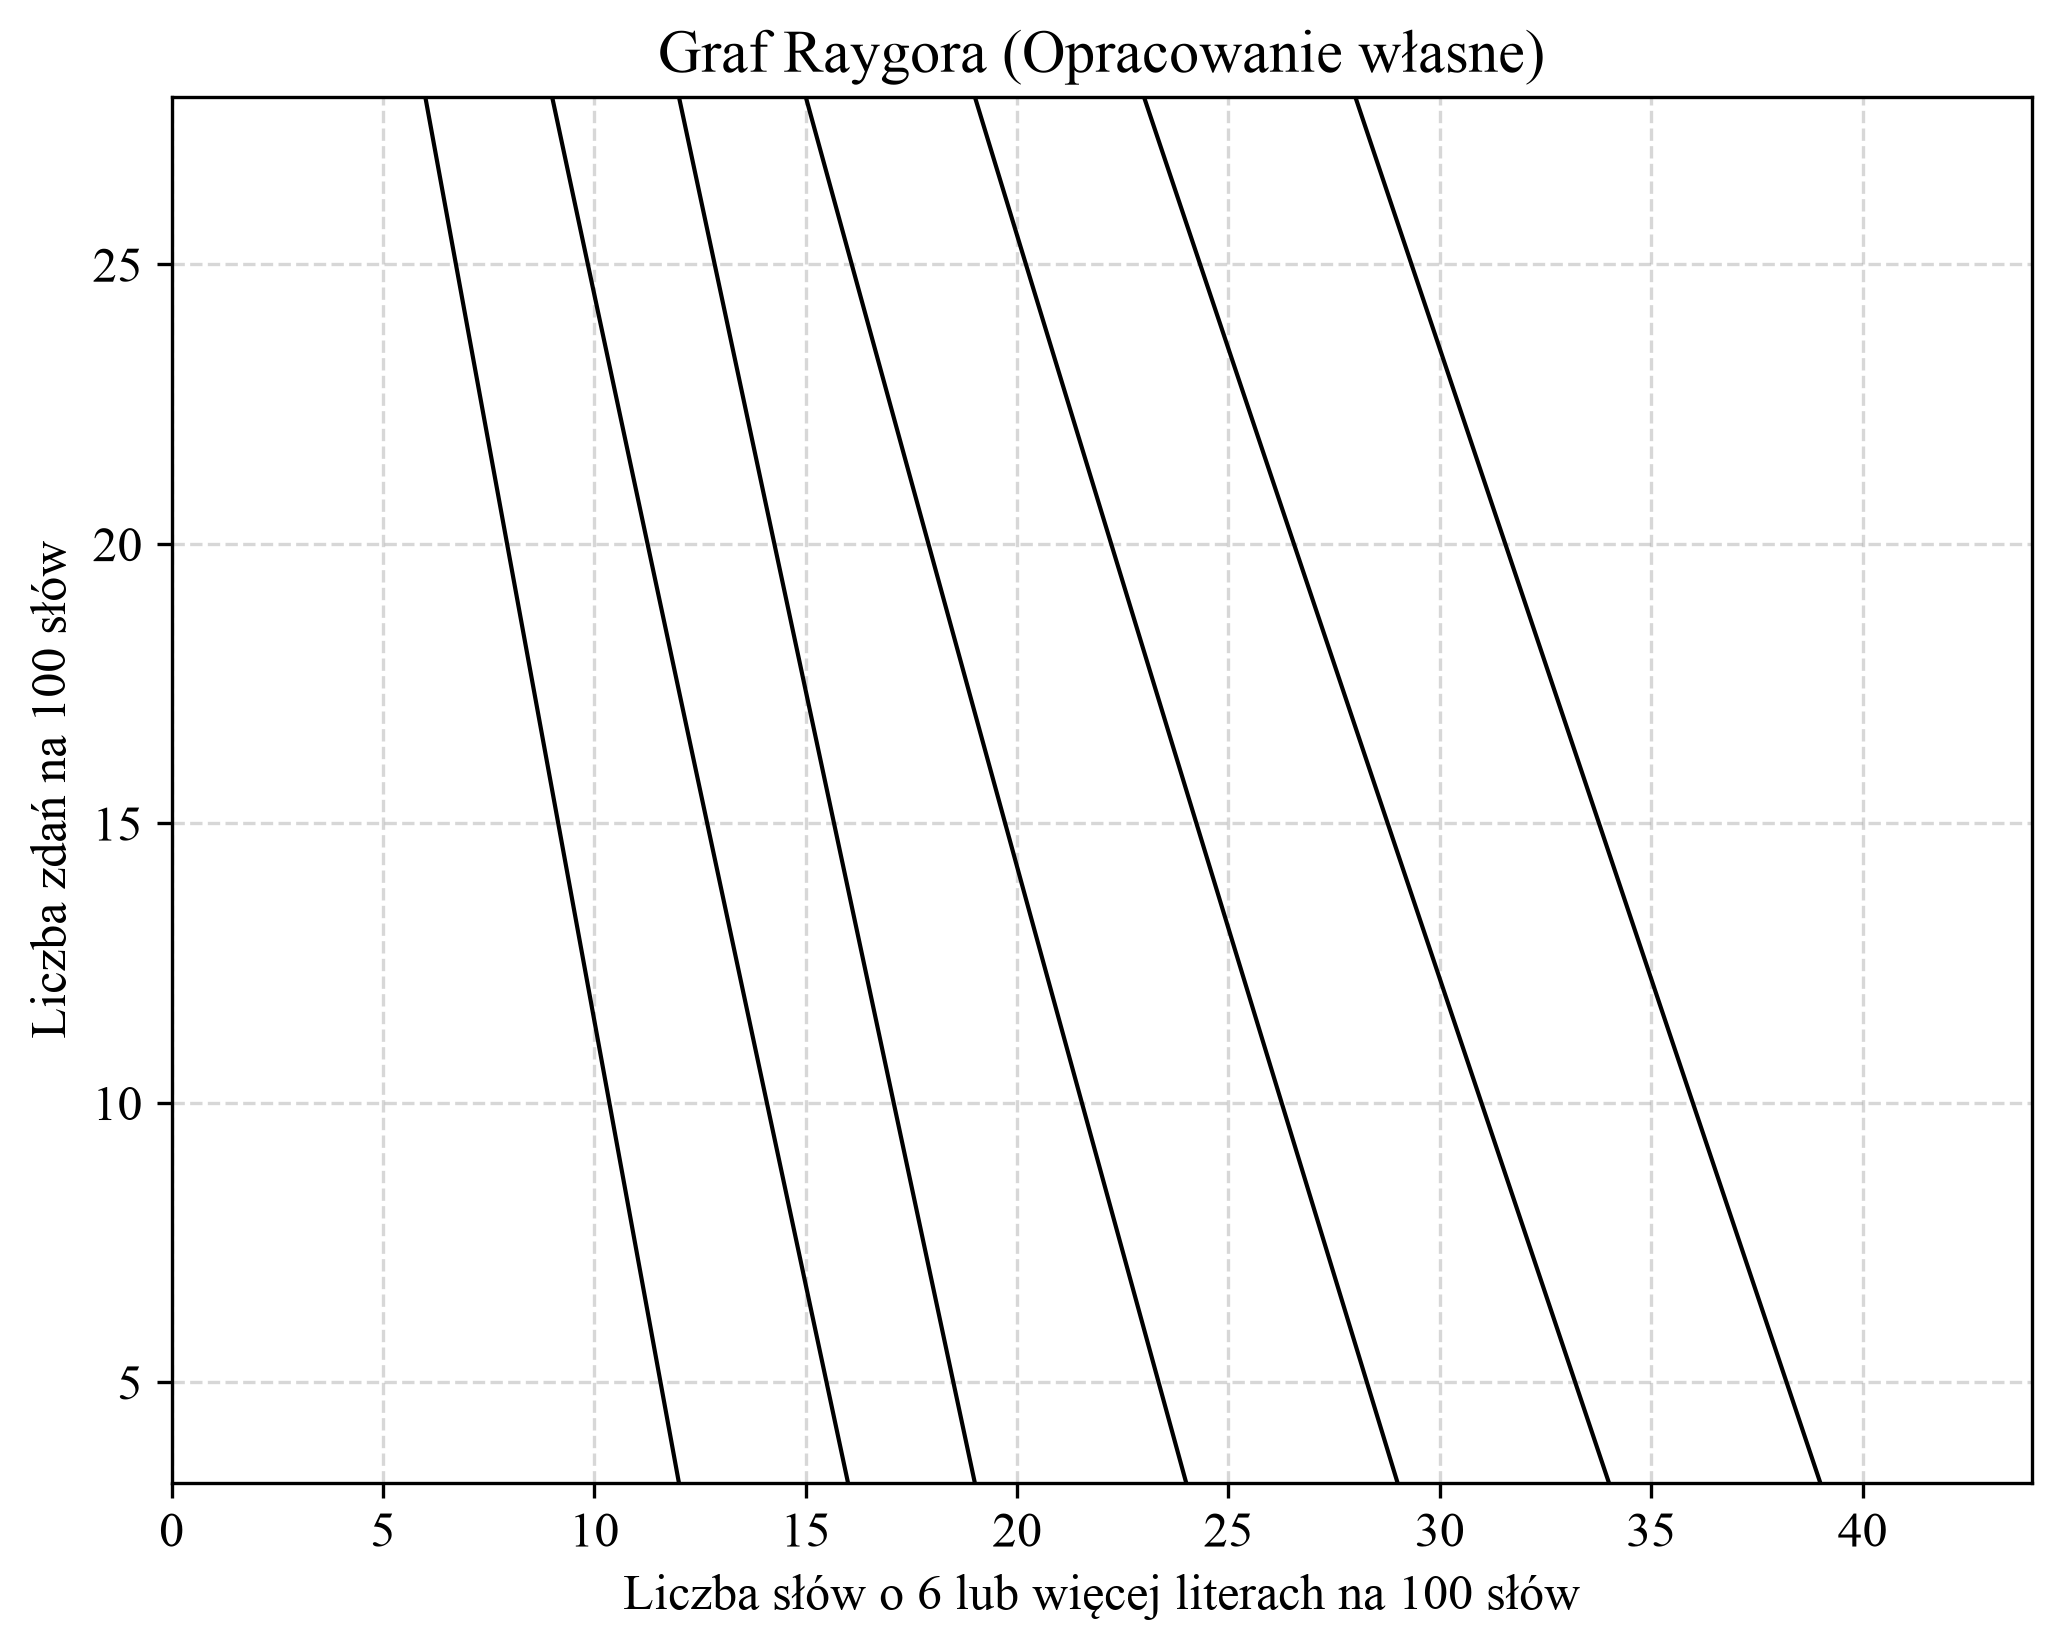 Graf Raygora (Opracowanie własne)
Liczba zdań na 100 słów
25
20
15
10
5
0 5 10 15 20 25 30 35 40
Liczba słów o 6 lub więcej literach na 100 słów